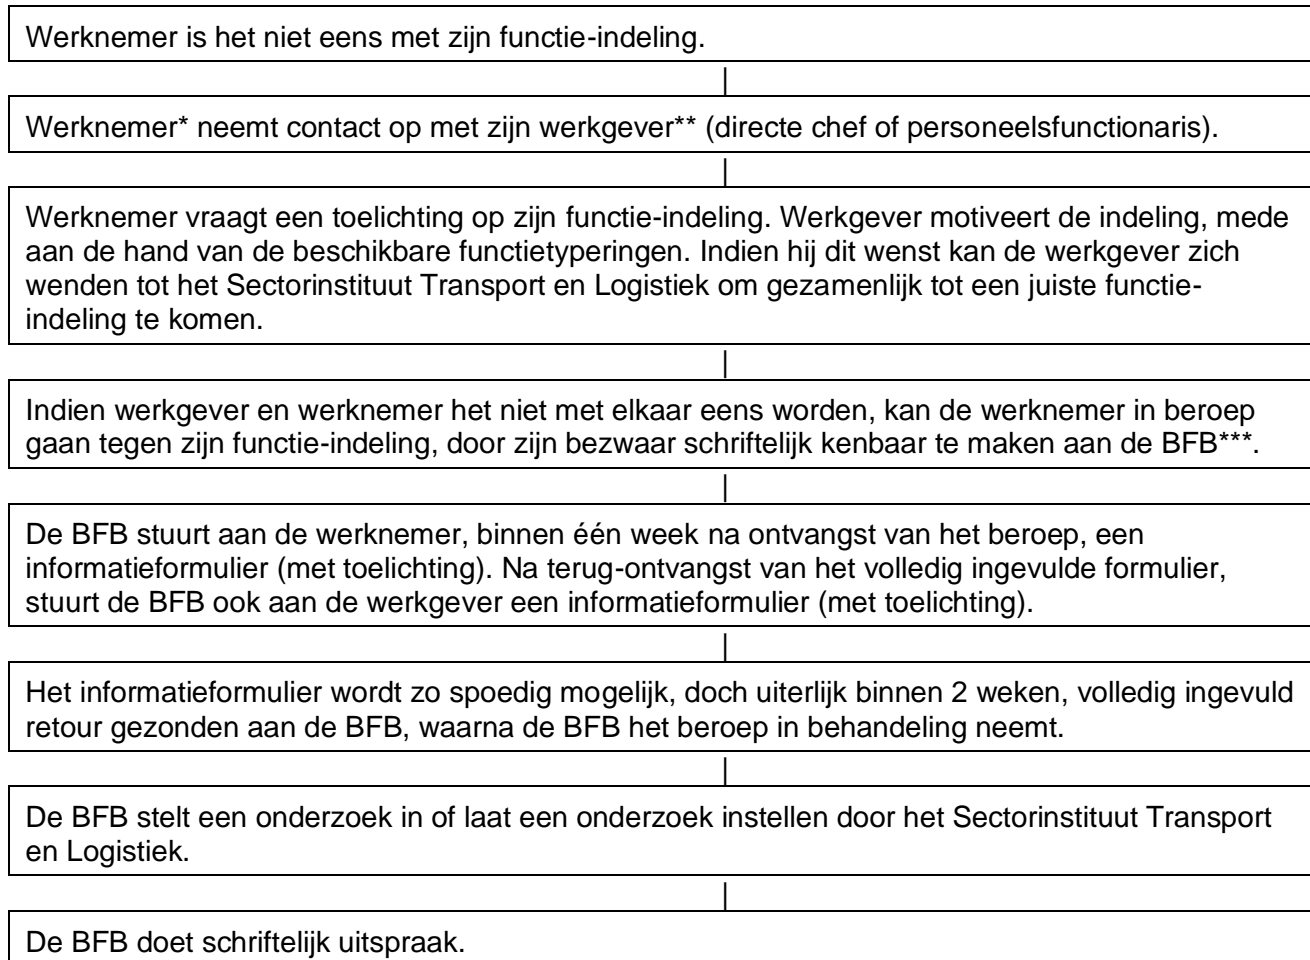 Werknemer is het niet eens met zijn functie-indeling.
Werknemer* neemt contact op met zijn werkgever** (directe chef of personeelsfunctionaris).
Werknemer vraagt een toelichting op zijn functie-indeling. Werkgever motiveert de indeling, mede
aan de hand van de beschikbare functietyperingen. Indien hij dit wenst kan de werkgever zich
wenden tot het Sectorinstituut Transport en Logistiek om gezamenlijk tot een juiste functie-
indeling te komen.
Indien werkgever en werknemer het niet met elkaar eens worden, kan de werknemer in beroep
gaan tegen zijn functie-indeling, door zijn bezwaar schriftelijk kenbaar te maken aan de BFB***.
De BFB stuurt aan de werknemer, binnen één week na ontvangst van het beroep, een
informatieformulier (met toelichting). Na terug-ontvangst van het volledig ingevulde formulier,
stuurt de BFB ook aan de werkgever een informatieformulier (met toelichting).
Het informatieformulier wordt zo spoedig mogelijk, doch uiterlijk binnen 2 weken, volledig ingevuld
retour gezonden aan de BFB, waarna de BFB het beroep in behandeling neemt.
De BFB stelt een onderzoek in of laat een onderzoek instellen door het Sectorinstituut Transport
en Logistiek.
De BFB doet schriftelijk uitspraak.